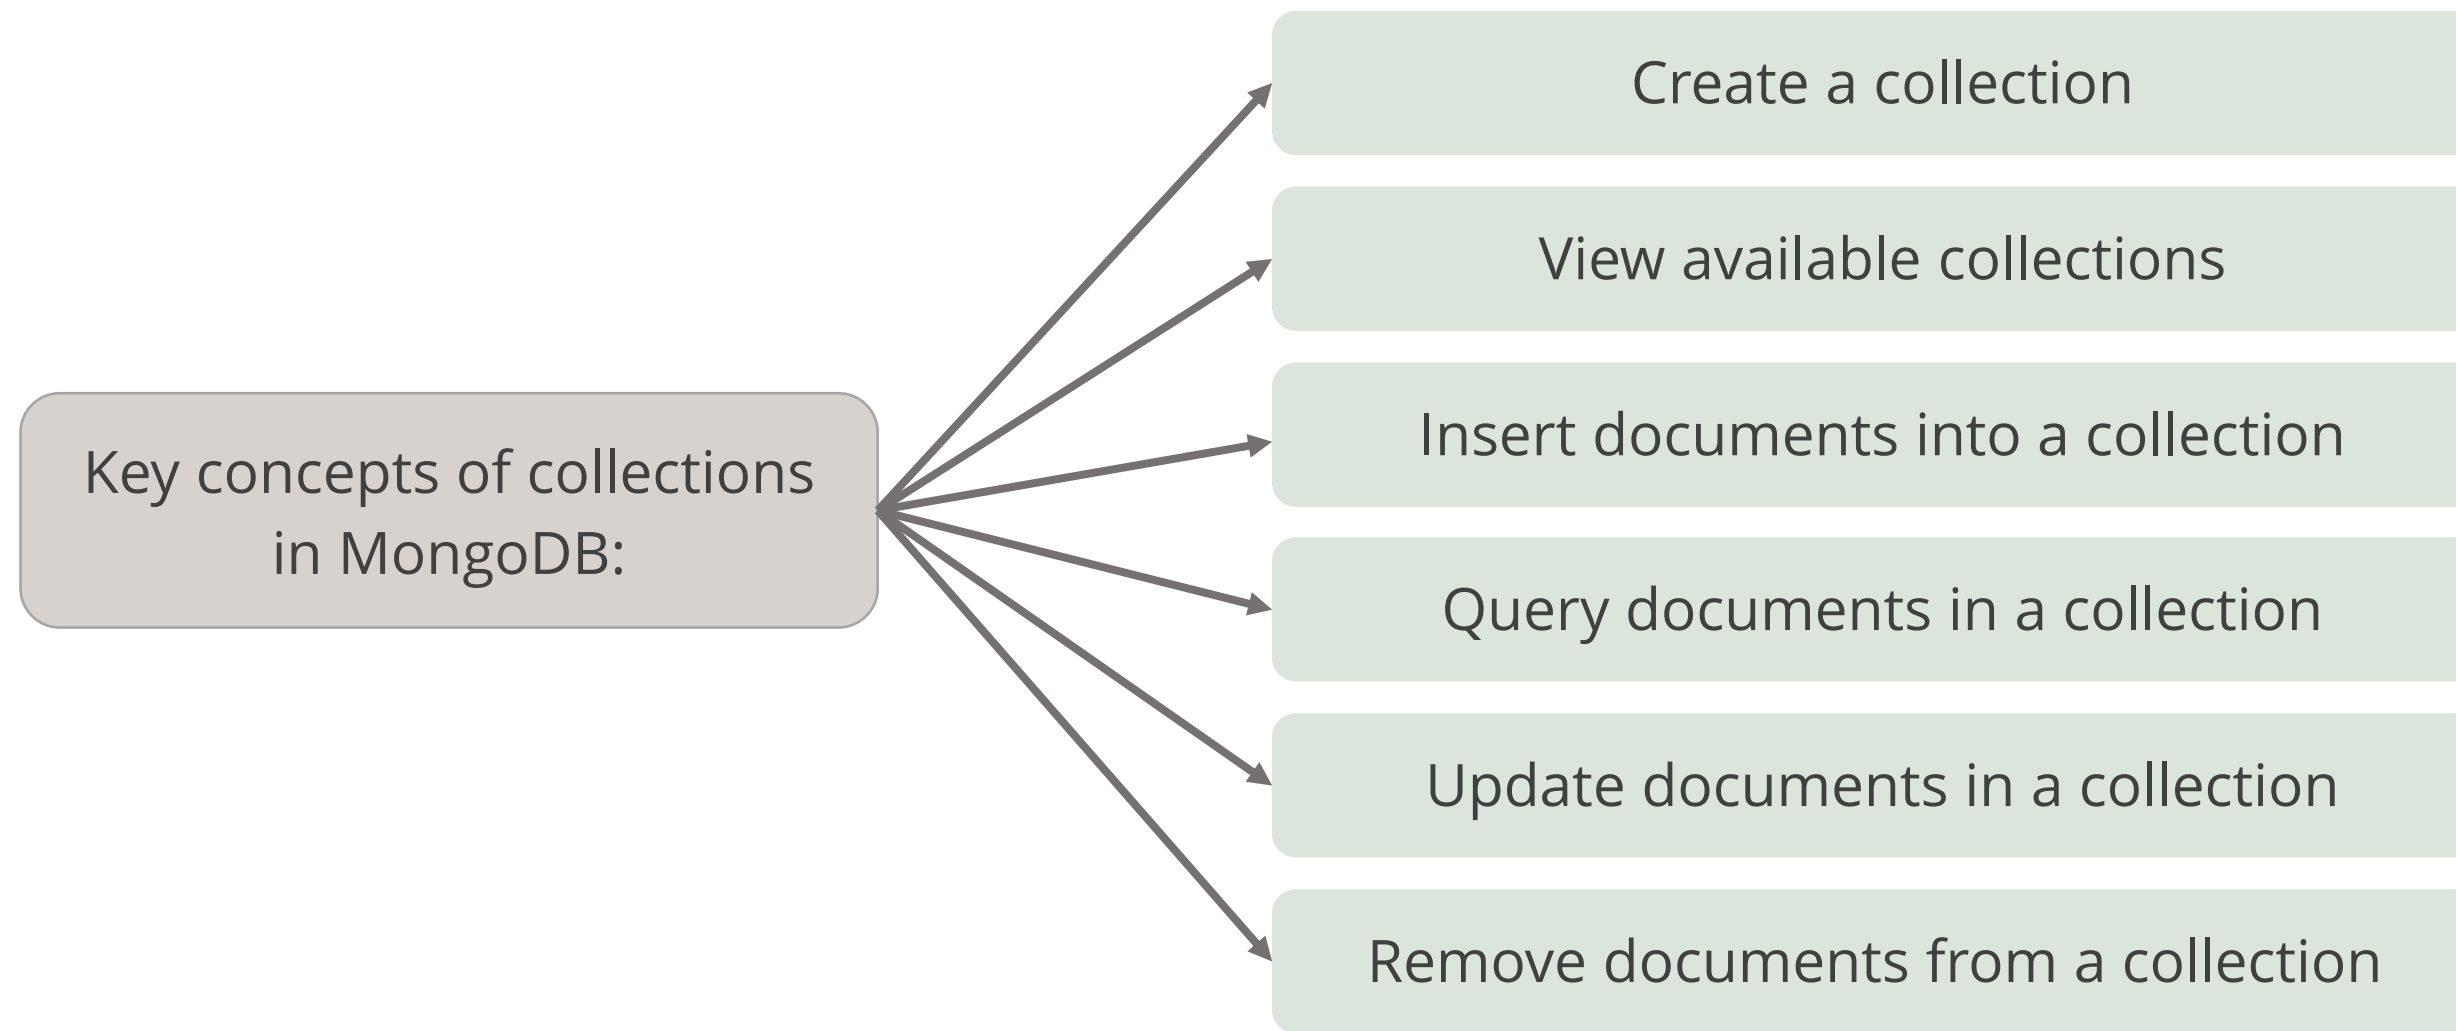 Key concepts of collections
in MongoDB:
Create a collection
View available collections
Insert documents into a collection
Query documents in a collection
Update documents in a collection
Remove documents from a collection